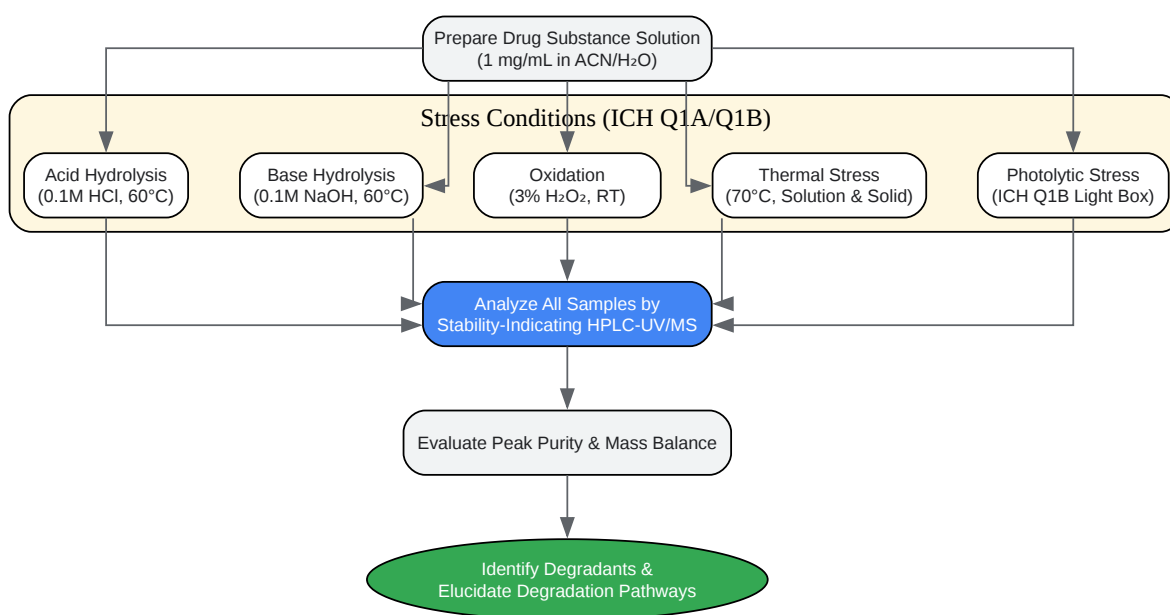 Prepare Drug Substance Solution
(1 mg/mL in ACN/H₂O)
Stress Conditions (ICH Q1A/Q1B)
Acid Hydrolysis
(0.1M HCl, 60°C)
Base Hydrolysis
(0.1M NaOH, 60°C)
Oxidation
(3% H₂O₂, RT)
Thermal Stress
(70°C, Solution & Solid)
Photolytic Stress
(ICH Q1B Light Box)
Analyze All Samples by
Stability-Indicating HPLC-UV/MS
Evaluate Peak Purity & Mass Balance
Identify Degradants &
Elucidate Degradation Pathways